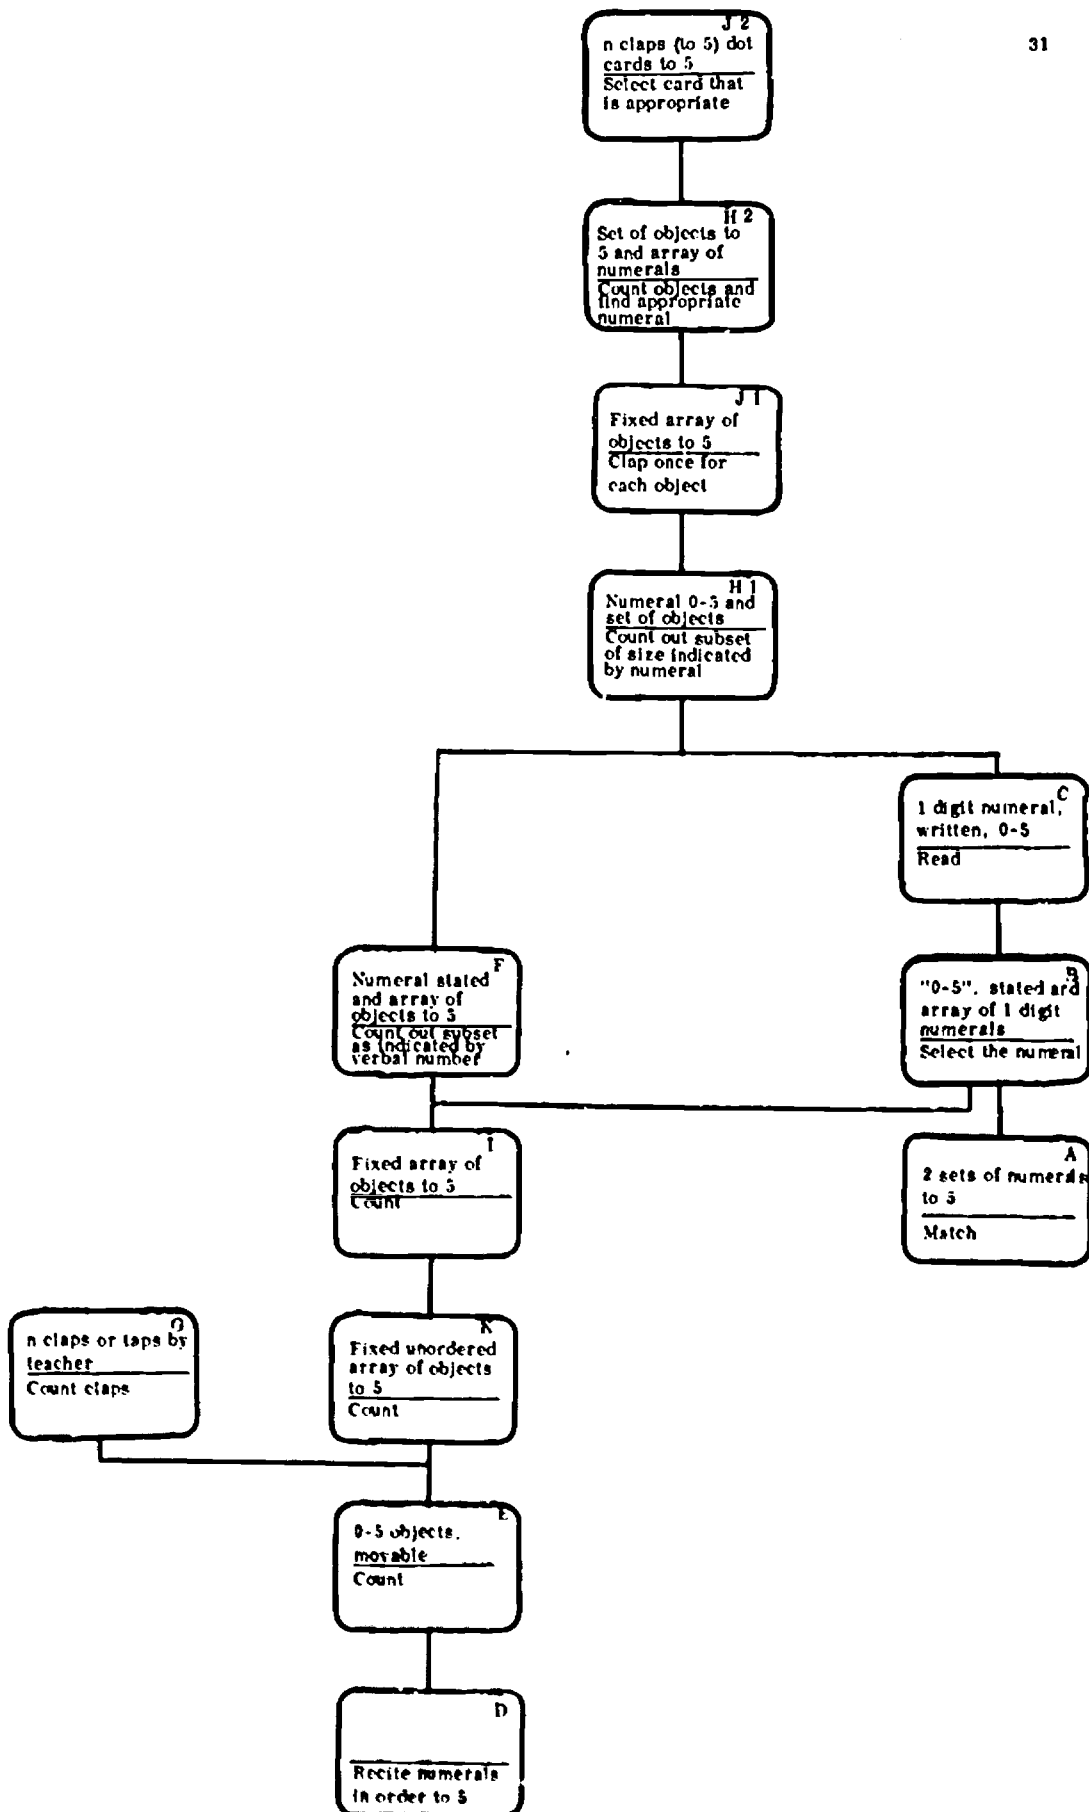 31
J 2
n claps (to 5) dot
cards to 5
Select card that
is appropriate
H 2
Set of objects to
5 and array of
numerals
Count objects and
find appropriate
numeral
J 1
Fixed array of
objects to 5
Clap once for
each object
H 1
Numeral 0-5 and
set of objects
Count out subset
of size indicated
by numeral
C
1 digit numeral,
written, 0-5
Read
F
Numeral stated
and array of
objects to 5
Count out subset
as indicated by
verbal number
B
"0-5". stated and
array of 1 digit
numerals
Select the numeral
I
Fixed array of
objects to 5
Count
A
2 sets of numerals
to 5
Match
G
n claps or taps by
teacher
Count claps
K
Fixed unordered
array of objects
to 5
Count
E
0-5 objects,
movable
Count
D
Recite numerals
in order to 5